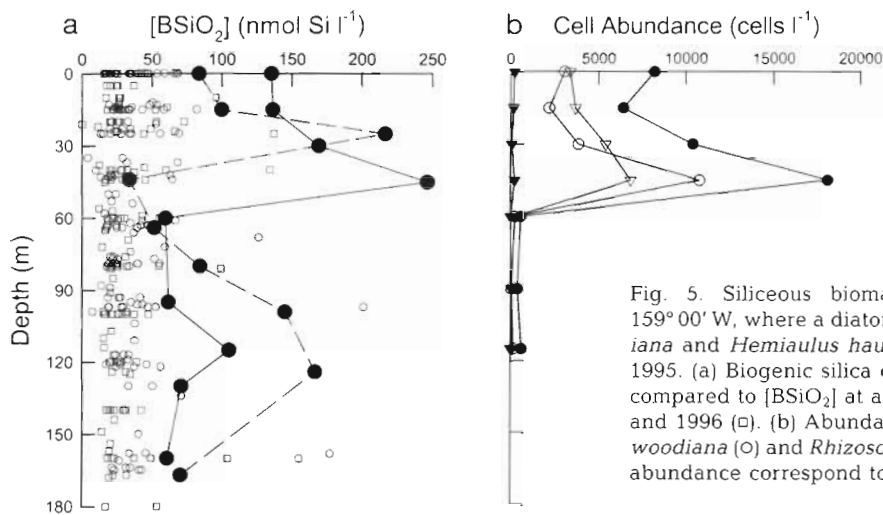 a
[BSiO2] (nmol Si l-1)
0 50 100 150 200 250
0
30
60
90
120
150
180
Depth (m)
b
Cell Abundance (cells l-1)
0 5000 10000 15000 20000
Fig. 5. Siliceous bioma
159° 00' W, where a diato
iana and Hemiaulus hau
1995. (a) Biogenic silica
compared to [BSiO2] at a
and 1996 (□). (b) Abunda
woodiana (○) and Rhizoso
abundance correspond to